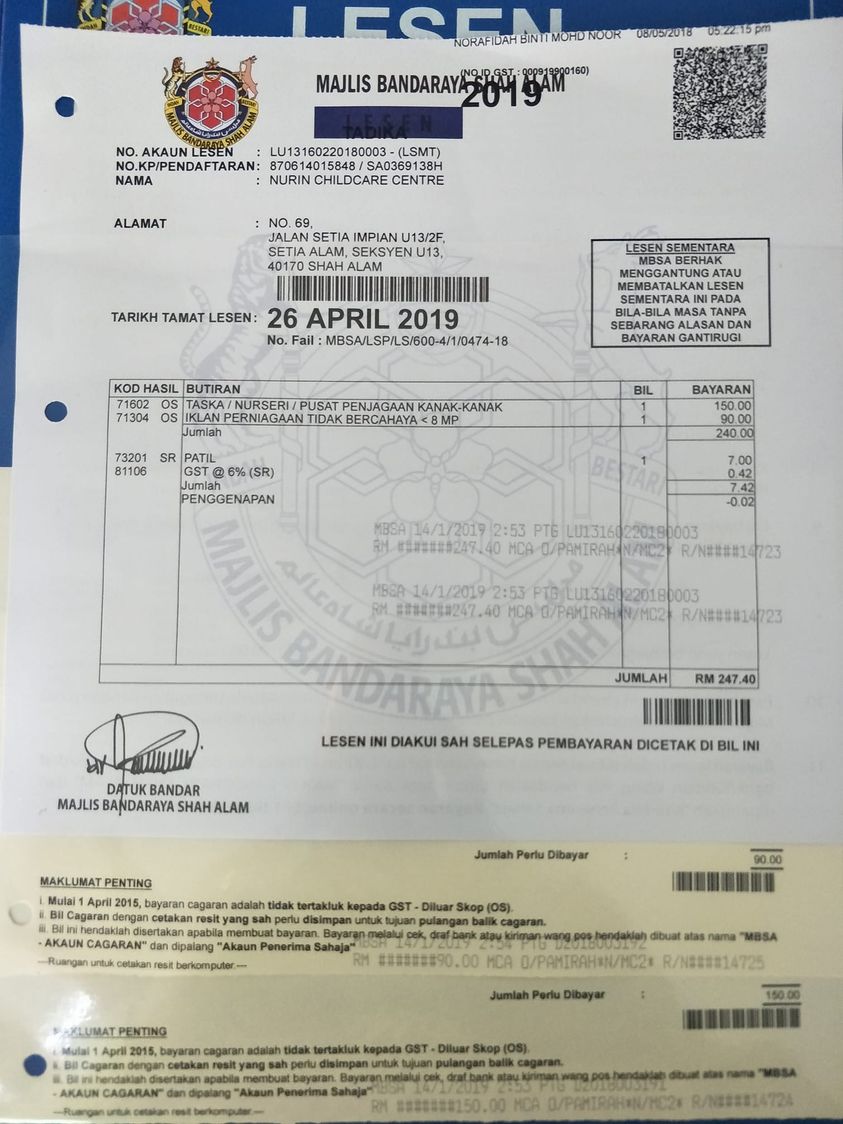 LESEN
NORAFIDAH BINTI MOHD NOOR 08/05/2018 05:22:15 pm
(NO.ID GST : 000919900160)
MAJLIS BANDARAYA SHAH ALAM
2019
LESEN
TADIKA
NO. AKAUN LESEN : LU13160220180003 - (LSMT)
NO.KP/PENDAFTARAN : 870614015848 / SA0369138H
NAMA : NURIN CHILDCARE CENTRE
ALAMAT : NO. 69,
JALAN SETIA IMPIAN U13/2F,
SETIA ALAM, SEKSYEN U13,
40170 SHAH ALAM
LESEN SEMENTARA
MBSA BERHAK
MENGGANTUNG ATAU
MEMBATALKAN LESEN
SEMENTARA INI PADA
BILA-BILA MASA TANPA
SEBARANG ALASAN DAN
BAYARAN GANTIRUGI
TARIKH TAMAT LESEN: 26 APRIL 2019
No. Fail : MBSA/LSP/LS/600-4/1/0474-18
KOD HASIL BUTIRAN BIL BAYARAN
71602 OS TASKA / NURSERI / PUSAT PENJAGAAN KANAK-KANAK 1 150.00
71304 OS IKLAN PERNIAGAAN TIDAK BERCAHAYA < 8 MP 1 90.00
Jumlah 240.00
73201 SR PATIL 1 7.00
81106 GST @ 6% (SR) 0.42
Jumlah 7.42
PENGGENAPAN -0.02
MBSA 14/1/2019 2:53 PTG LU13160220180003
RM #######247.40 MCA O/PAMIRAH*N/MC2* R/N####14723
MBSA 14/1/2019 2:53 PTG LU13160220180003
RM #######247.40 MCA O/PAMIRAH*N/MC2* R/N####14723
INDAH BESTARI
MAJLIS BANDARAYA SHAH ALAM
JUMLAH RM 247.40
LESEN INI DIAKUI SAH SELEPAS PEMBAYARAN DICETAK DI BIL INI
DATUK BANDAR
MAJLIS BANDARAYA SHAH ALAM
Jumlah Perlu Dibayar : 90.00
MAKLUMAT PENTING
i. Mulai 1 April 2015, bayaran cagaran adalah tidak tertakluk kepada GST - Diluar Skop (OS).
ii. Bil Cagaran dengan cetakan resit yang sah perlu disimpan untuk tujuan pulangan balik cagaran.
iii. Bil ini hendaklah disertakan apabila membuat bayaran. Bayaran melalui cek, draf bank atau kiriman wang pos hendaklah dibuat atas nama "MBSA
- AKAUN CAGARAN" dan dipalang "Akaun Penerima Sahaja"
MBSA 14/1/2019 2:54 PTG D2018003192
---Ruangan untuk cetakan resit berkomputer.---
RM #######90.00 MCA O/PAMIRAH*N/MC2* R/N####14725
Jumlah Perlu Dibayar : 150.00
MAKLUMAT PENTING
i. Mulai 1 April 2015, bayaran cagaran adalah tidak tertakluk kepada GST - Diluar Skop (OS).
ii. Bil Cagaran dengan cetakan resit yang sah perlu disimpan untuk tujuan pulangan balik cagaran.
iii. Bil ini hendaklah disertakan apabila membuat bayaran. Bayaran melalui cek, draf bank atau kiriman wang pos hendaklah dibuat atas nama "MBSA
- AKAUN CAGARAN" dan dipalang "Akaun Penerima Sahaja"
MBSA 14/1/2019 2:53 PTG D2018003191
---Ruangan untuk cetakan resit berkomputer.---
RM #######150.00 MCA O/PAMIRAH*N/MC2* R/N####14724